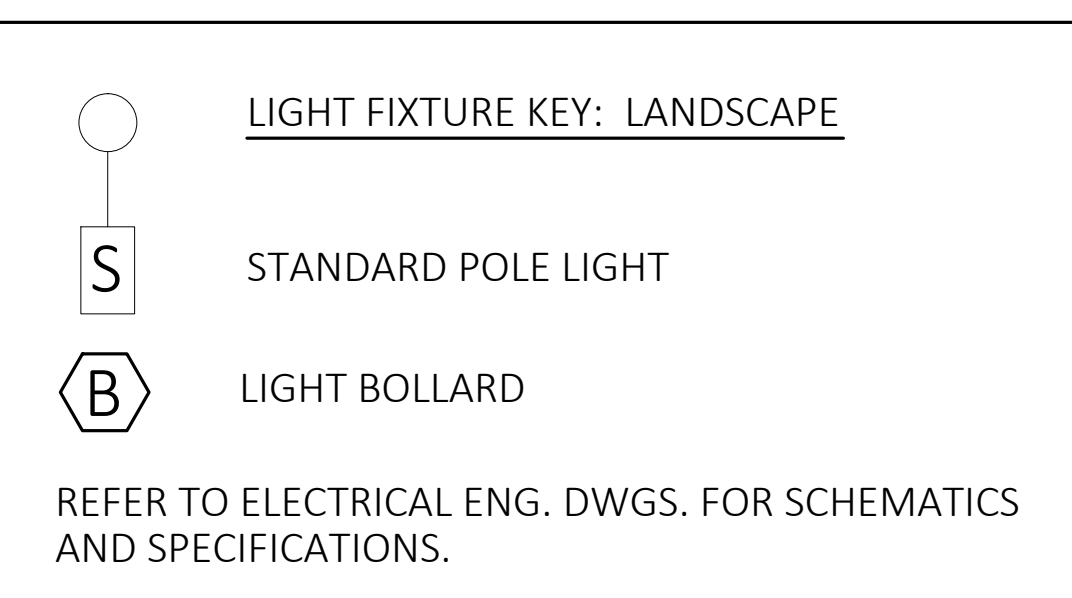 LIGHT FIXTURE KEY: LANDSCAPE
S STANDARD POLE LIGHT
B LIGHT BOLLARD
REFER TO ELECTRICAL ENG. DWGS. FOR SCHEMATICS
AND SPECIFICATIONS.